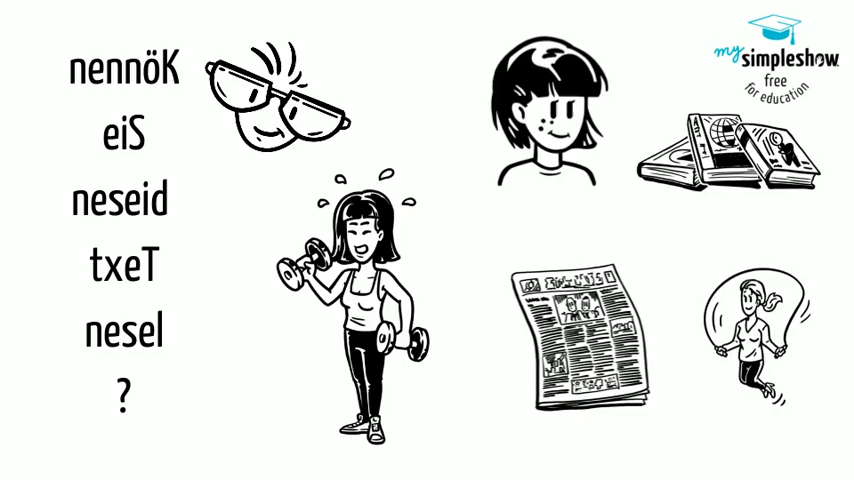 nennöK
eiS
neseid
txeT
nesel
?
my
simpleshow
free
for education